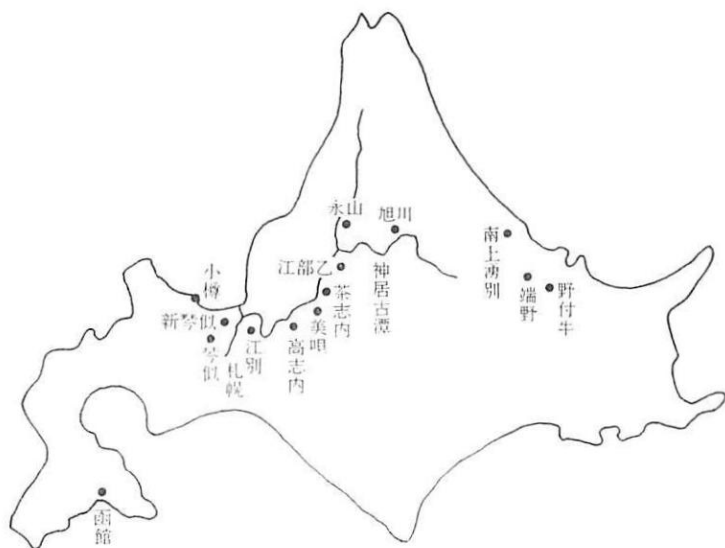 永山
旭川
江部乙
神居古潭
茶志内
美唄
高志内
江別
札幌
琴似
新琴似
小樽
函館
南上湧別
端野
野付牛